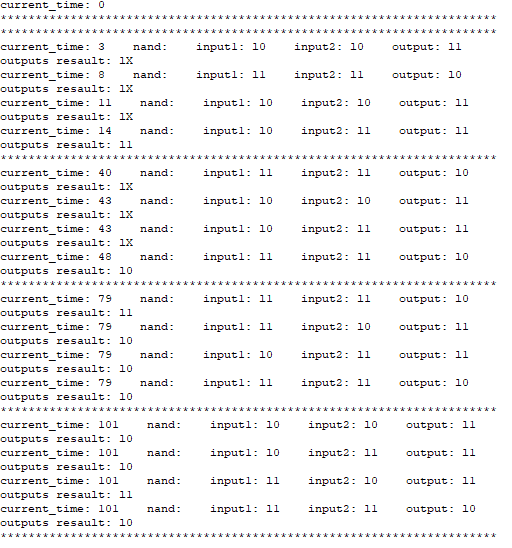 current_time: 0
***********************************************************************
***********************************************************************
current_time: 3    nand:    input1: 10    input2: 10    output: 11
outputs resault: 1X
current_time: 8    nand:    input1: 11    input2: 11    output: 10
outputs resault: 1X
current_time: 11    nand:    input1: 10    input2: 10    output: 11
outputs resault: 1X
current_time: 14    nand:    input1: 10    input2: 11    output: 11
outputs resault: 11
***********************************************************************
current_time: 40    nand:    input1: 11    input2: 11    output: 10
outputs resault: 1X
current_time: 43    nand:    input1: 10    input2: 10    output: 11
outputs resault: 1X
current_time: 43    nand:    input1: 10    input2: 11    output: 11
outputs resault: 1X
current_time: 48    nand:    input1: 11    input2: 11    output: 10
outputs resault: 10
***********************************************************************
current_time: 79    nand:    input1: 11    input2: 11    output: 10
outputs resault: 11
current_time: 79    nand:    input1: 11    input2: 10    output: 11
outputs resault: 10
current_time: 79    nand:    input1: 10    input2: 11    output: 11
outputs resault: 10
current_time: 79    nand:    input1: 11    input2: 11    output: 10
outputs resault: 10
***********************************************************************
current_time: 101    nand:    input1: 10    input2: 10    output: 11
outputs resault: 10
current_time: 101    nand:    input1: 10    input2: 11    output: 11
outputs resault: 10
current_time: 101    nand:    input1: 11    input2: 10    output: 11
outputs resault: 11
current_time: 101    nand:    input1: 11    input2: 11    output: 10
outputs resault: 10
***********************************************************************